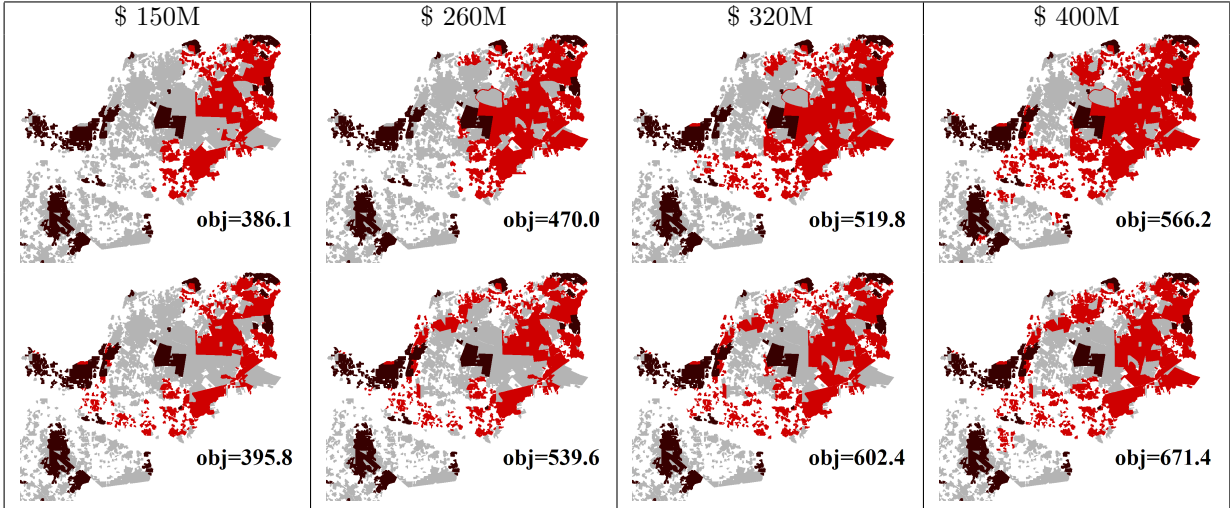 $ 150M
$ 260M
$ 320M
$ 400M
obj=386.1
obj=470.0
obj=519.8
obj=566.2
obj=395.8
obj=539.6
obj=602.4
obj=671.4